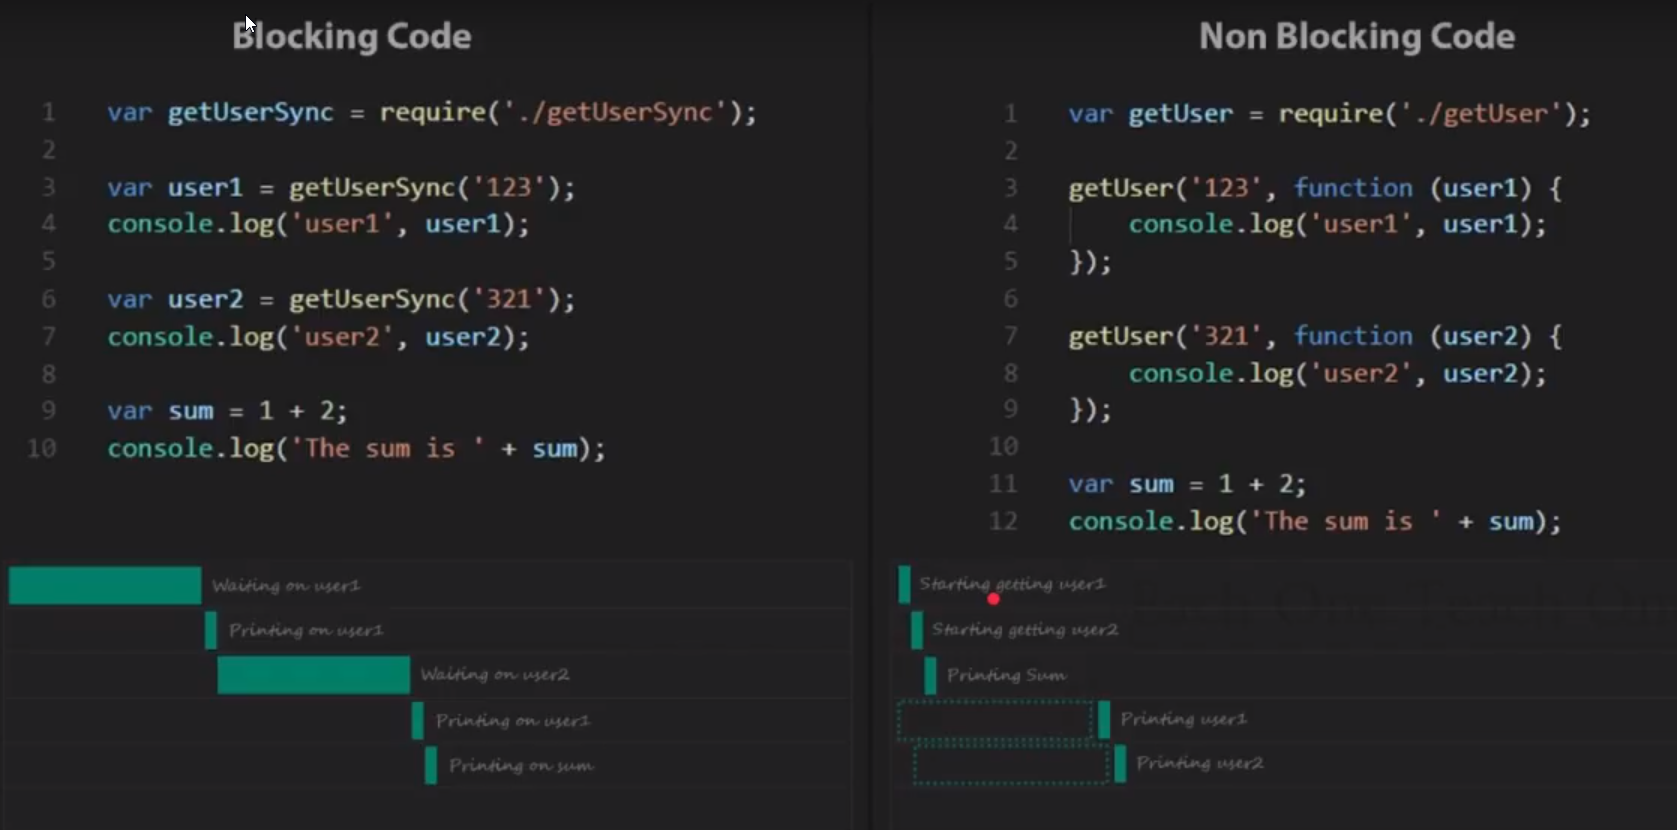 Blocking Code
1 var getUserSync = require('./getUserSync');
2
3 var user1 = getUserSync('123');
4 console.log('user1', user1);
5
6 var user2 = getUserSync('321');
7 console.log('user2', user2);
8
9 var sum = 1 + 2;
10 console.log('The sum is ' + sum);
Waiting on user1
Printing on user1
Waiting on user2
Printing on user1
Printing on sum
Non Blocking Code
1 var getUser = require('./getUser');
2
3 getUser('123', function (user1) {
4 console.log('user1', user1);
5 });
6
7 getUser('321', function (user2) {
8 console.log('user2', user2);
9 });
10
11 var sum = 1 + 2;
12 console.log('The sum is ' + sum);
Starting getting user1
Starting getting user2
Printing Sum
Printing user1
Printing user2